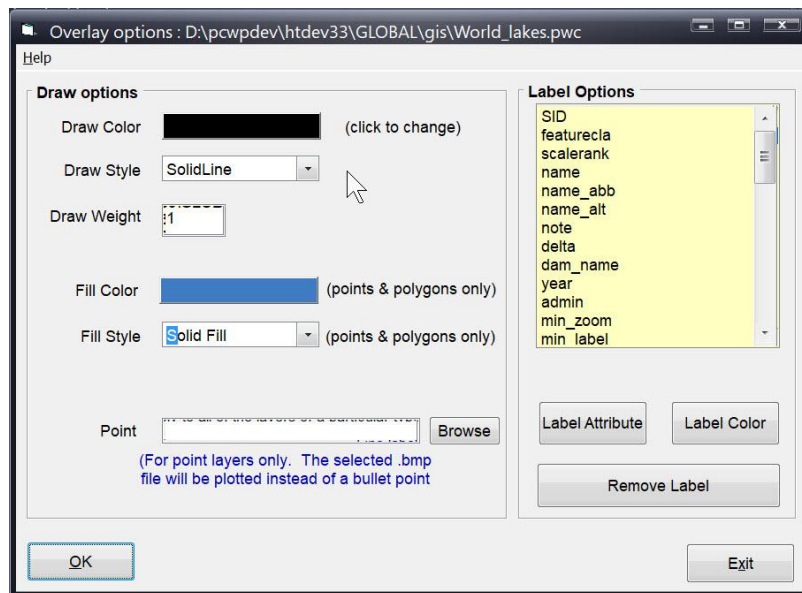 Overlay options : D:\pcwpdev\htdev33\GLOBAL\gis\World_lakes.pwc
Help
Draw options
Draw Color
(click to change)
Draw Style
SolidLine
Draw Weight
1
Fill Color
(points & polygons only)
Fill Style
Solid Fill
(points & polygons only)
Point
Browse
(For point layers only. The selected .bmp
file will be plotted instead of a bullet point
OK
Label Options
SID
featurecla
scalerank
name
name_abb
name_alt
note
delta
dam_name
year
admin
min_zoom
min_label
Label Attribute
Label Color
Remove Label
Exit